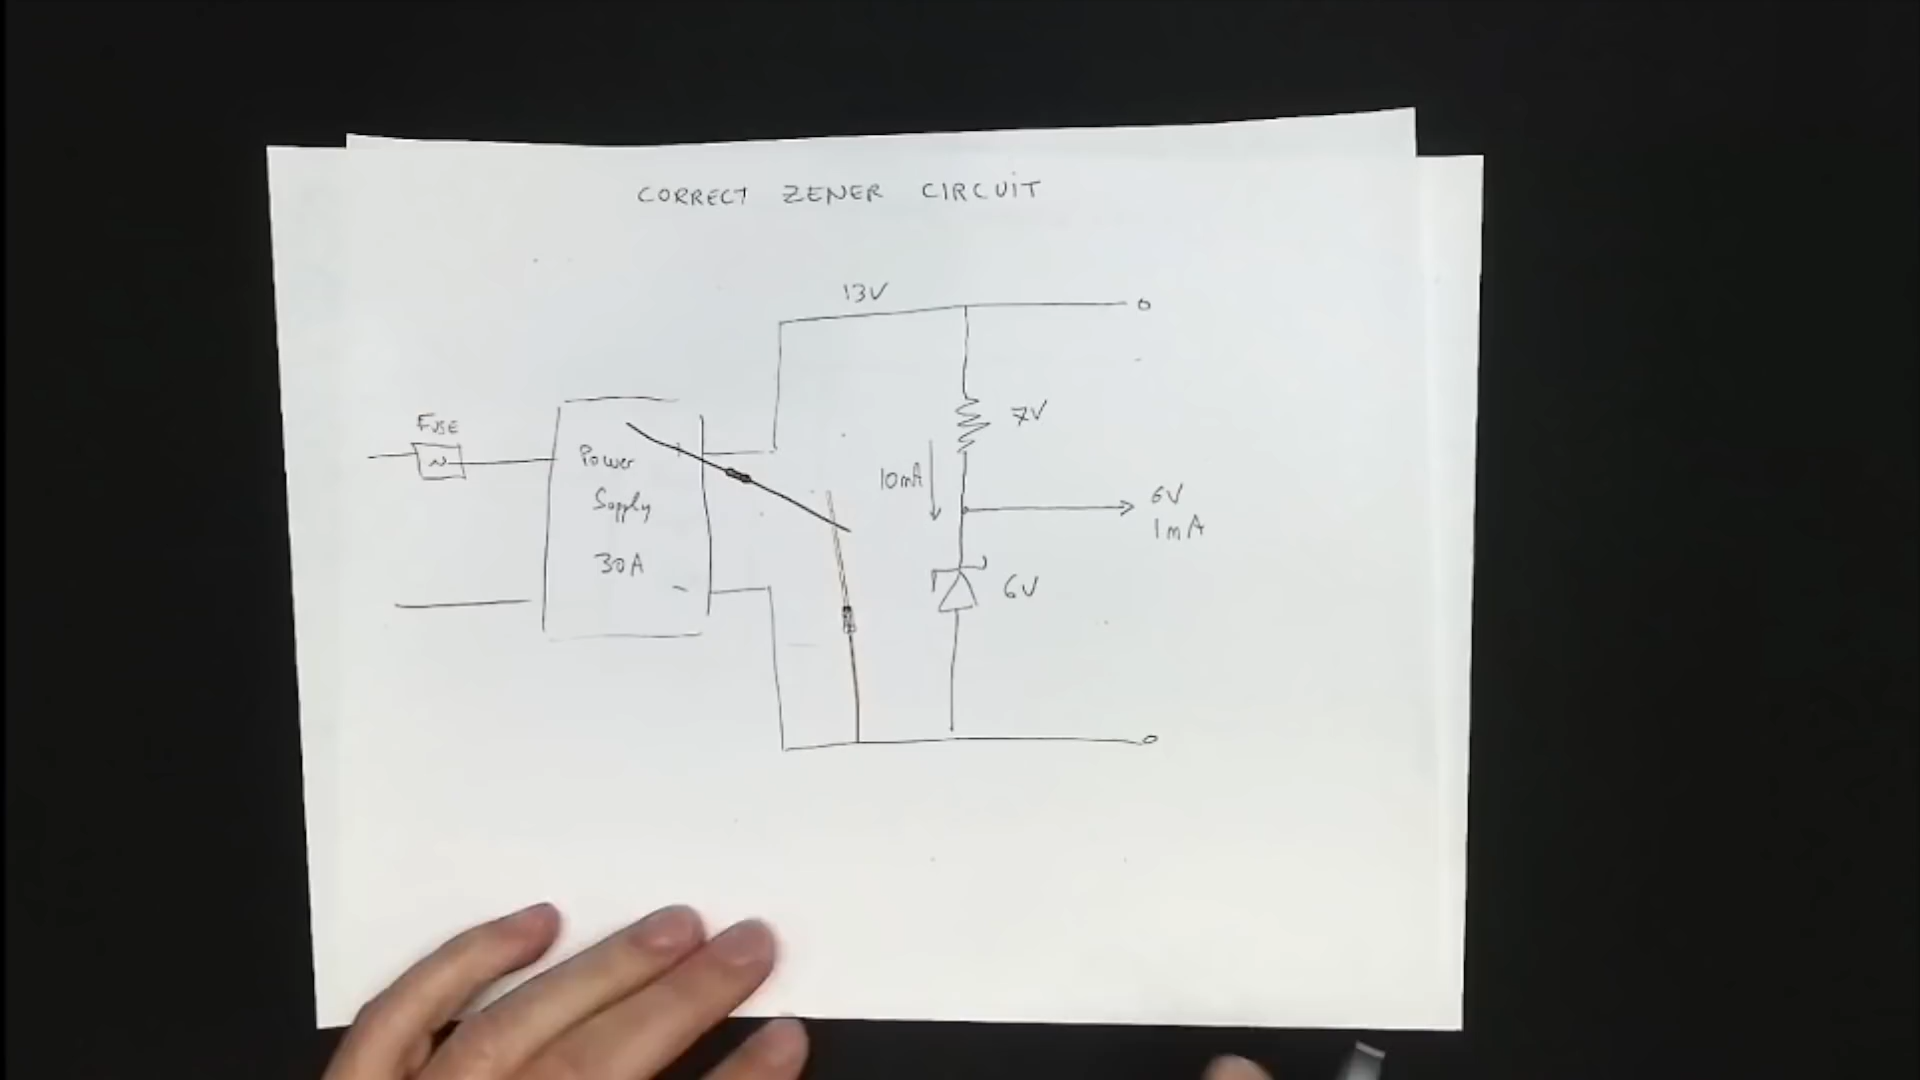 CORRECT ZENER CIRCUIT
13V
FUSE
7V
Power
Supply
30A
+
-
10mA
6V
1mA
6V